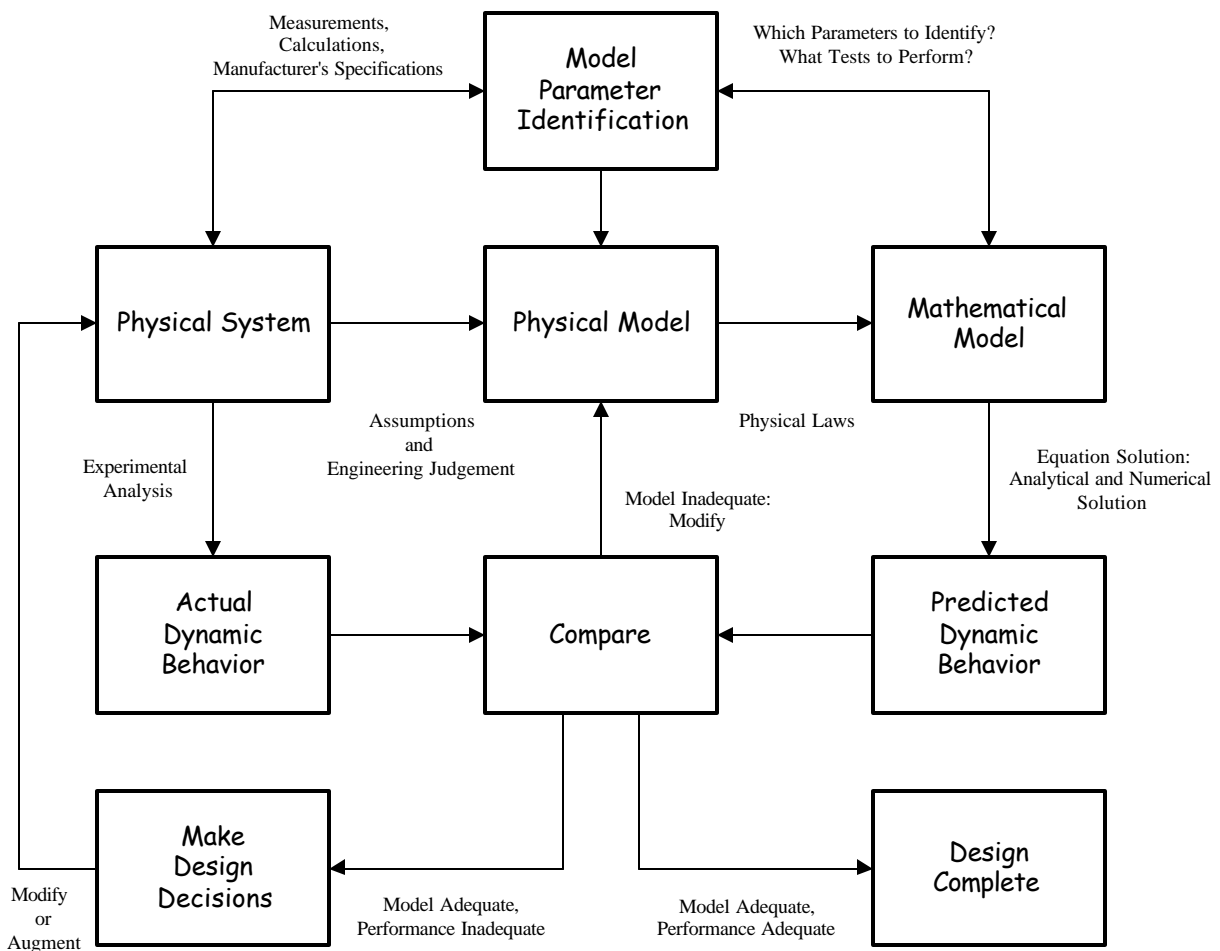 Measurements,
Calculations,
Manufacturer's Specifications
Model
Parameter
Identification
Which Parameters to Identify?
What Tests to Perform?
Physical System
Physical Model
Mathematical
Model
Assumptions
and
Engineering Judgement
Physical Laws
Experimental
Analysis
Model Inadequate:
Modify
Equation Solution:
Analytical and Numerical
Solution
Actual
Dynamic
Behavior
Compare
Predicted
Dynamic
Behavior
Make
Design
Decisions
Design
Complete
Modify
or
Augment
Model Adequate,
Performance Inadequate
Model Adequate,
Performance Adequate